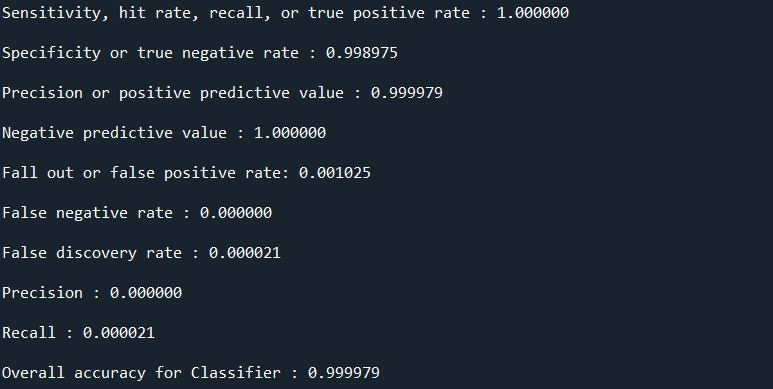 Sensitivity, hit rate, recall, or true positive rate : 1.000000
Specificity or true negative rate : 0.998975
Precision or positive predictive value : 0.999979
Negative predictive value : 1.000000
Fall out or false positive rate: 0.001025
False negative rate : 0.000000
False discovery rate : 0.000021
Precision : 0.000000
Recall : 0.000021
Overall accuracy for Classifier : 0.999979